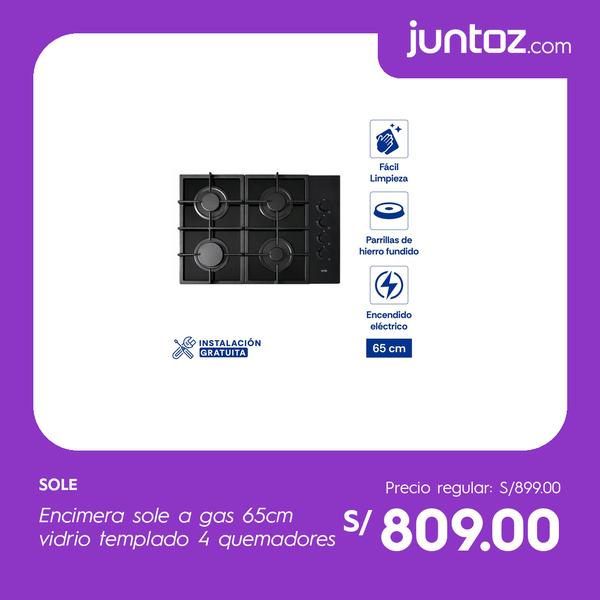 juntoz.com
Fácil
Limpieza
Parrillas de
hierro fundido
Encendido
eléctrico
65 cm
INSTALACIÓN
GRATUITA
SOLE
Precio regular: S/899.00
Encimera sole a gas 65cm
vidrio templado 4 quemadores
S/ 809.00